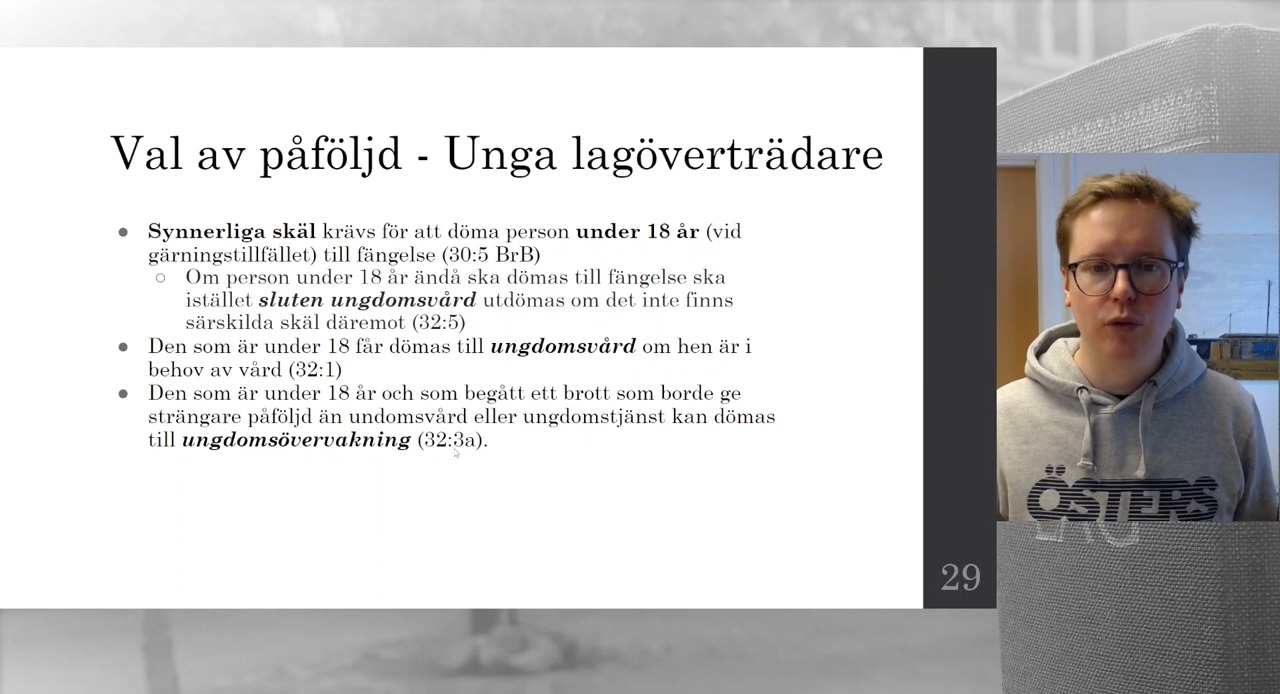 Val av påföljd - Unga lagöverträdare
● Synnerliga skäl krävs för att döma person under 18 år (vid
gärningstillfället) till fängelse (30:5 BrB)
○ Om person under 18 år ändå ska dömas till fängelse ska
istället sluten ungdomsvård utdömas om det inte finns
särskilda skäl däremot (32:5)
● Den som är under 18 får dömas till ungdomsvård om hen är i
behov av vård (32:1)
● Den som är under 18 år och som begått ett brott som borde ge
strängare påföljd än undomsvård eller ungdomstjänst kan dömas
till ungdomsövervakning (32:3a).
29
ÖSTERS